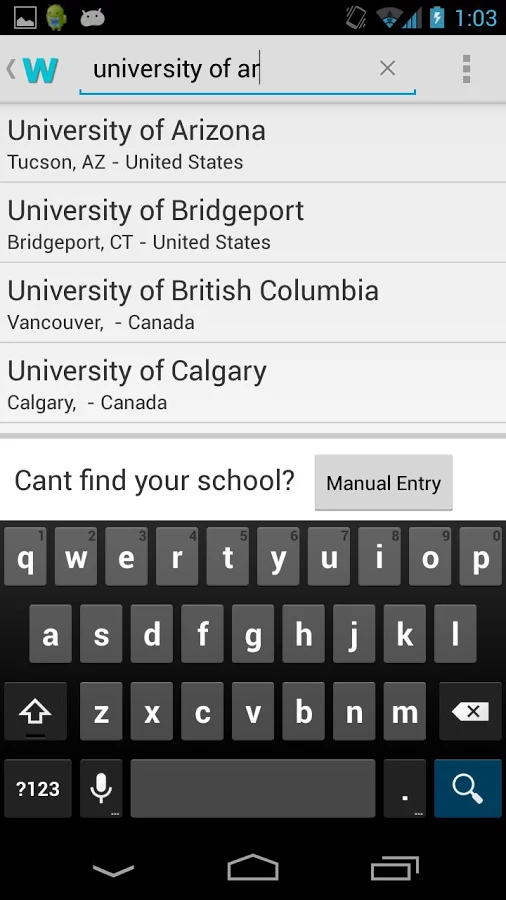 1:03
W university of ar
University of Arizona
Tucson, AZ - United States
University of Bridgeport
Bridgeport, CT - United States
University of British Columbia
Vancouver,  - Canada
University of Calgary
Calgary,  - Canada
Cant find your school? Manual Entry
1 2 3 4 5 6 7 8 9 0
q w e r t y u i o p
a s d f g h j k l
z x c v b n m
?123 ... . ...